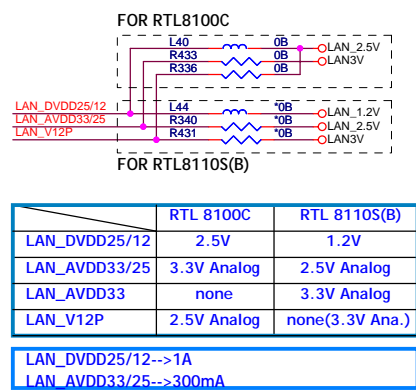 FOR RTL8100C
L40 0B LAN_2.5V
R433 0B LAN3V
R336 0B
LAN_DVDD25/12 L44 *0B LAN_1.2V
LAN_AVDD33/25 R340 *0B LAN_2.5V
LAN_V12P R431 *0B LAN3V
FOR RTL8110S(B)
RTL 8100C RTL 8110S(B)
LAN_DVDD25/12 2.5V 1.2V
LAN_AVDD33/25 3.3V Analog 2.5V Analog
LAN_AVDD33 none 3.3V Analog
LAN_V12P 2.5V Analog none(3.3V Ana.)
LAN_DVDD25/12-->1A
LAN_AVDD33/25-->300mA